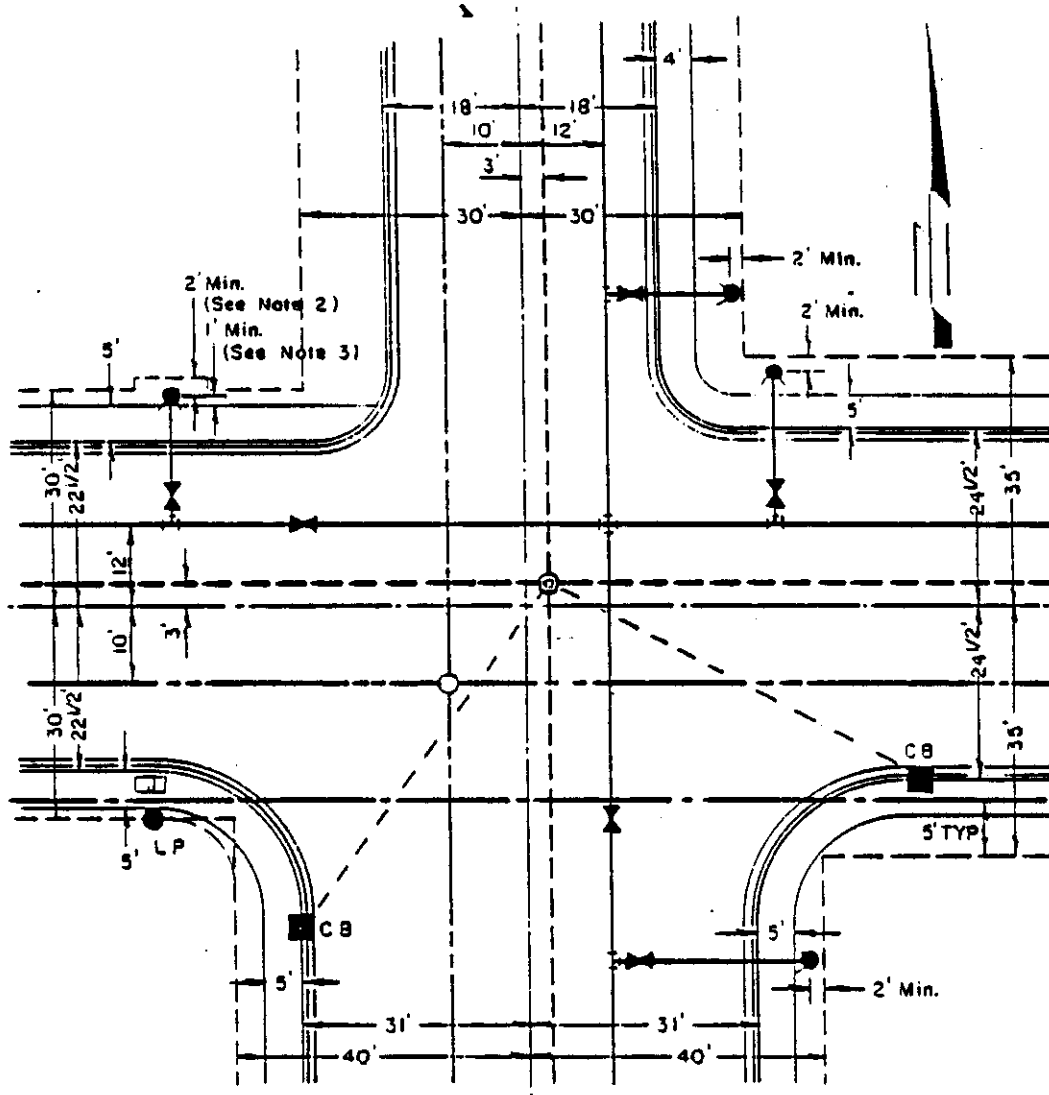 4'
18' 18'
10' 12'
3'
30' 30'
2' Min.
2' Min.
(See Note 2)
1' Min.
(See Note 3)
2' Min.
5'
5'
30' 22 1/2' 24 1/2' 35'
12'
3'
10'
30' 22 1/2' 24 1/2' 35'
CB
5' LP 5' TYP
CB
5' 5'
2' Min.
31' 31'
40' 40'